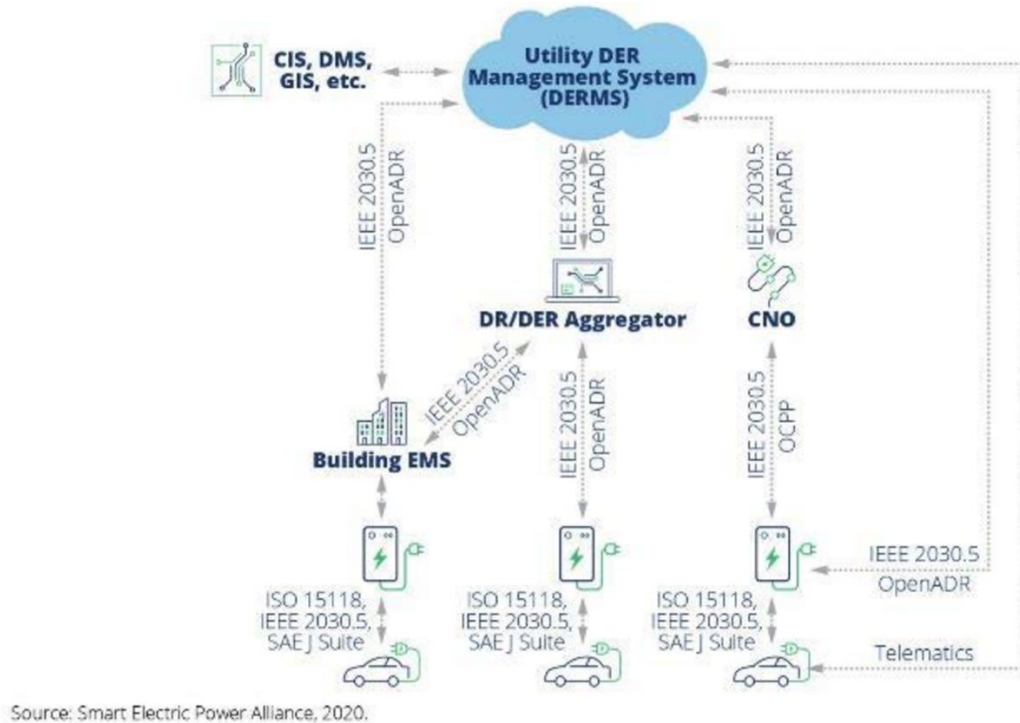 CIS, DMS,
GIS, etc.
Utility DER
Management System
(DERMS)
IEEE 2030.5
OpenADR
IEEE 2030.5
OpenADR
IEEE 2030.5
OpenADR
DR/DER Aggregator
CNO
IEEE 2030.5
OpenADR
IEEE 2030.5
OpenADR
IEEE 2030.5
OCPP
Building EMS
IEEE 2030.5
OpenADR
ISO 15118,
IEEE 2030.5,
SAE J Suite
ISO 15118,
IEEE 2030.5,
SAE J Suite
ISO 15118,
IEEE 2030.5,
SAE J Suite
Telematics
Source: Smart Electric Power Alliance, 2020.